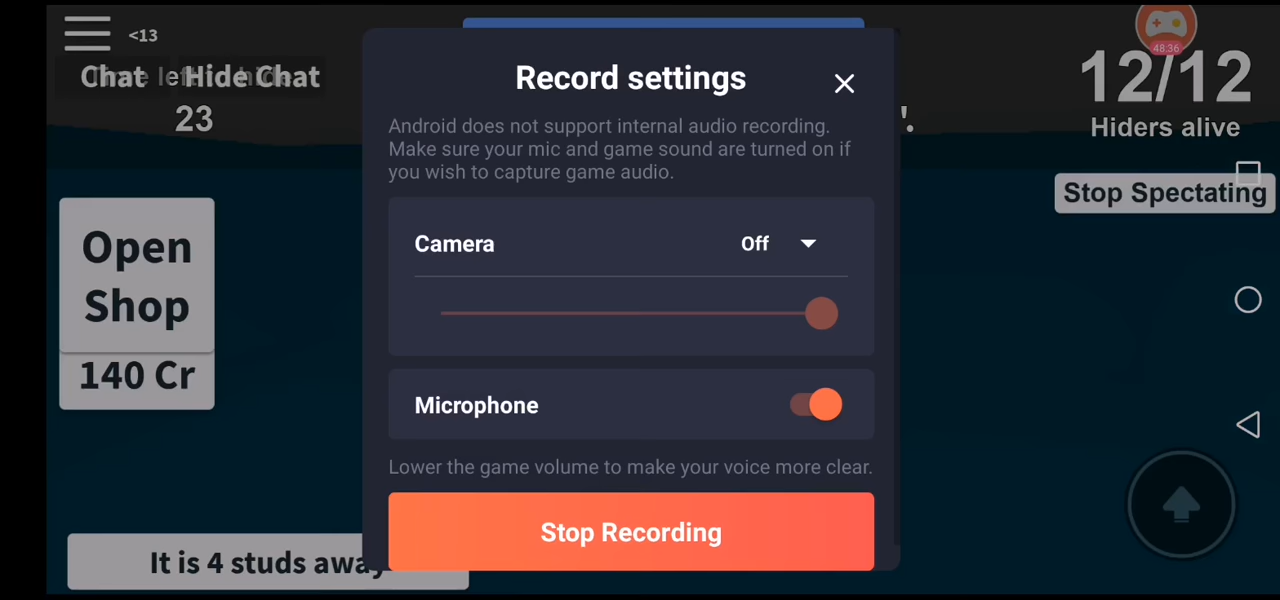 <13
Chat
Hide Chat
23
Record settings
Android does not support internal audio recording.
Make sure your mic and game sound are turned on if
you wish to capture game audio.
48:36
12/12
Hiders alive
Stop Spectating
Open
Shop
140 Cr
Camera
Off
Microphone
Lower the game volume to make your voice more clear.
Stop Recording
It is 4 studs away